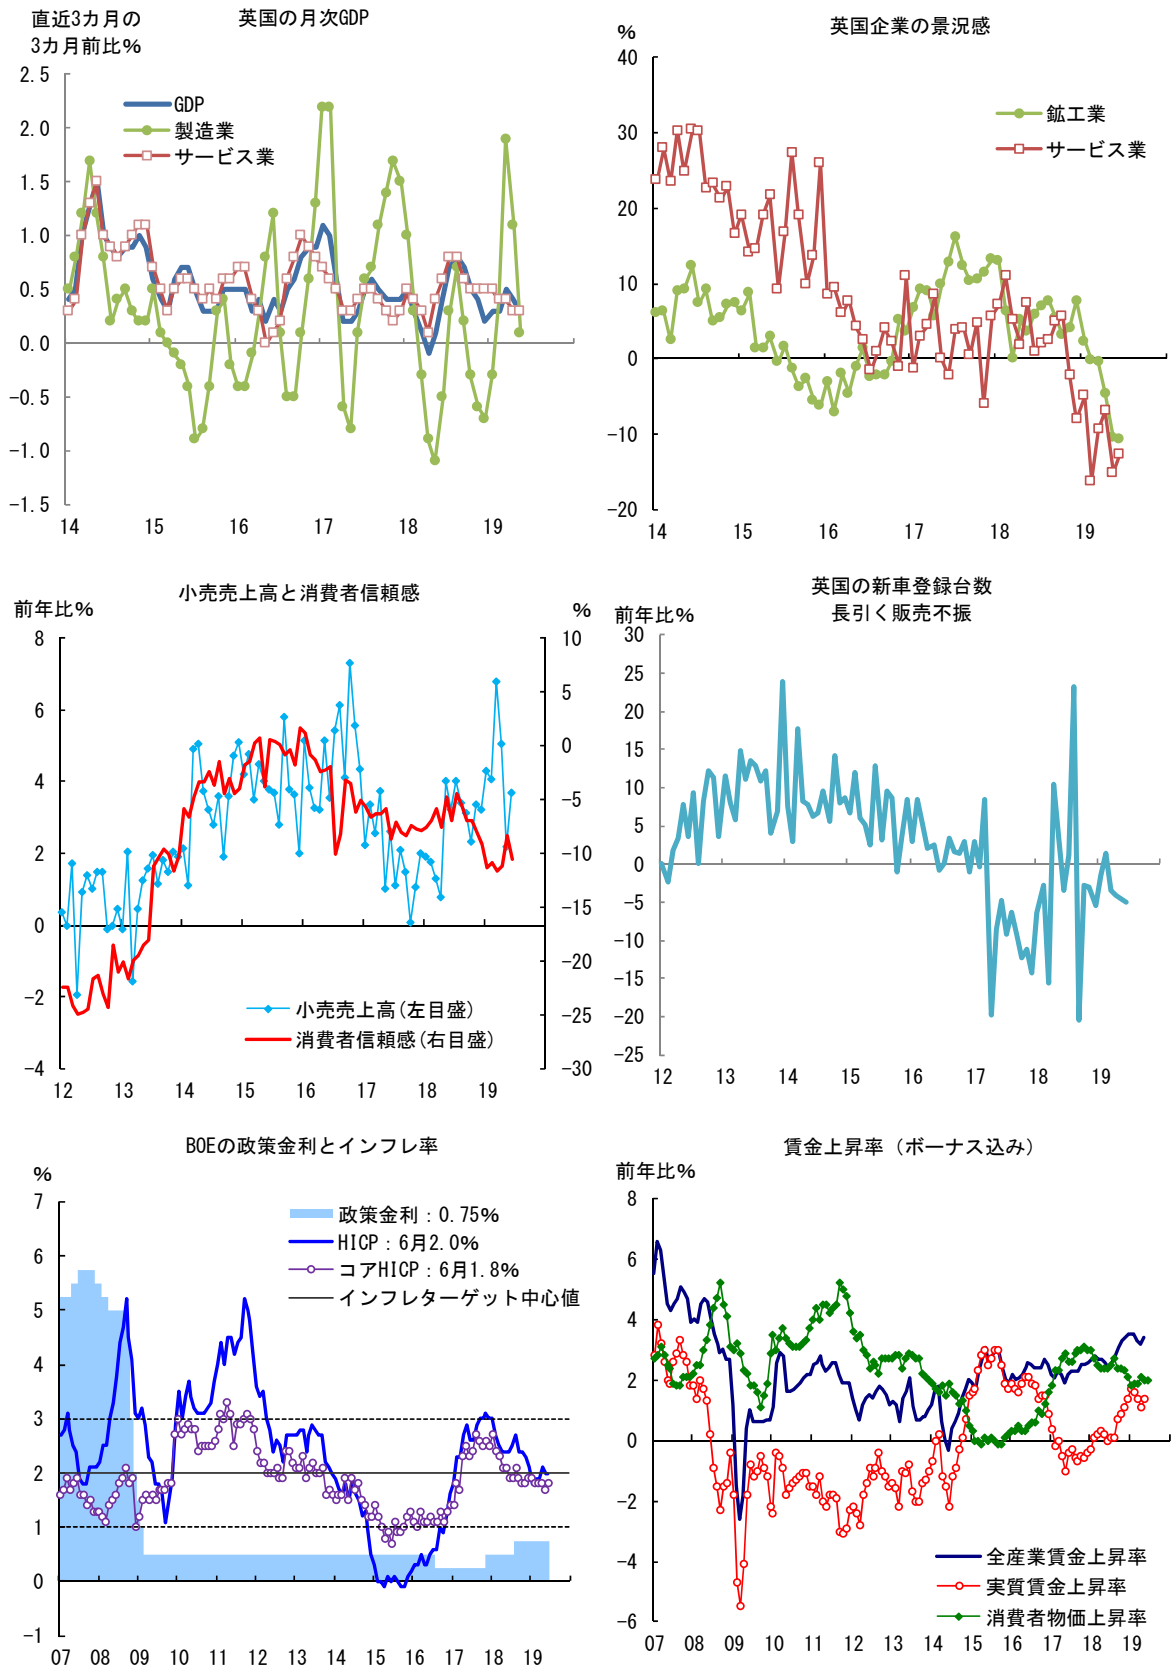 直近3カ月の
3カ月前比%
英国の月次GDP
2.5
2.0
1.5
1.0
0.5
0.0
-0.5
-1.0
-1.5
GDP
製造業
サービス業
14 15 16 17 18 19
英国企業の景況感
%
40
30
20
10
0
-10
-20
鉱工業
サービス業
14 15 16 17 18 19
小売売上高と消費者信頼感
前年比%
%
8
6
4
2
0
-2
-4
10
5
0
-5
-10
-15
-20
-25
-30
小売売上高(左目盛)
消費者信頼感(右目盛)
12 13 14 15 16 17 18 19
英国の新車登録台数
長引く販売不振
前年比%
30
25
20
15
10
5
0
-5
-10
-15
-20
-25
12 13 14 15 16 17 18 19
BOEの政策金利とインフレ率
%
7
6
5
4
3
2
1
0
-1
政策金利：0.75%
HICP：6月2.0%
コアHICP：6月1.8%
インフレターゲット中心値
07 08 09 10 11 12 13 14 15 16 17 18 19
賃金上昇率（ボーナス込み）
前年比%
8
6
4
2
0
-2
-4
-6
全産業賃金上昇率
実質賃金上昇率
消費者物価上昇率
07 08 09 10 11 12 13 14 15 16 17 18 19